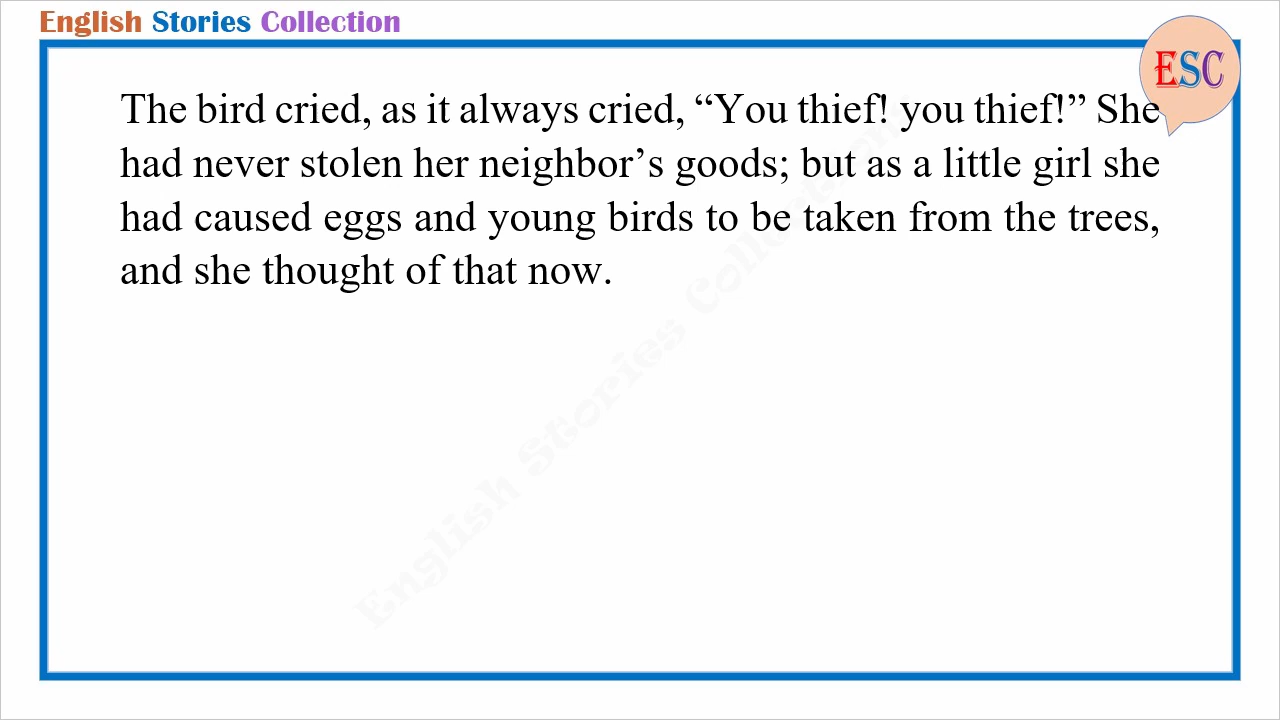 English Stories Collection
ESC
The bird cried, as it always cried, “You thief! you thief!” She
had never stolen her neighbor’s goods; but as a little girl she
had caused eggs and young birds to be taken from the trees,
and she thought of that now.
English Stories Collection